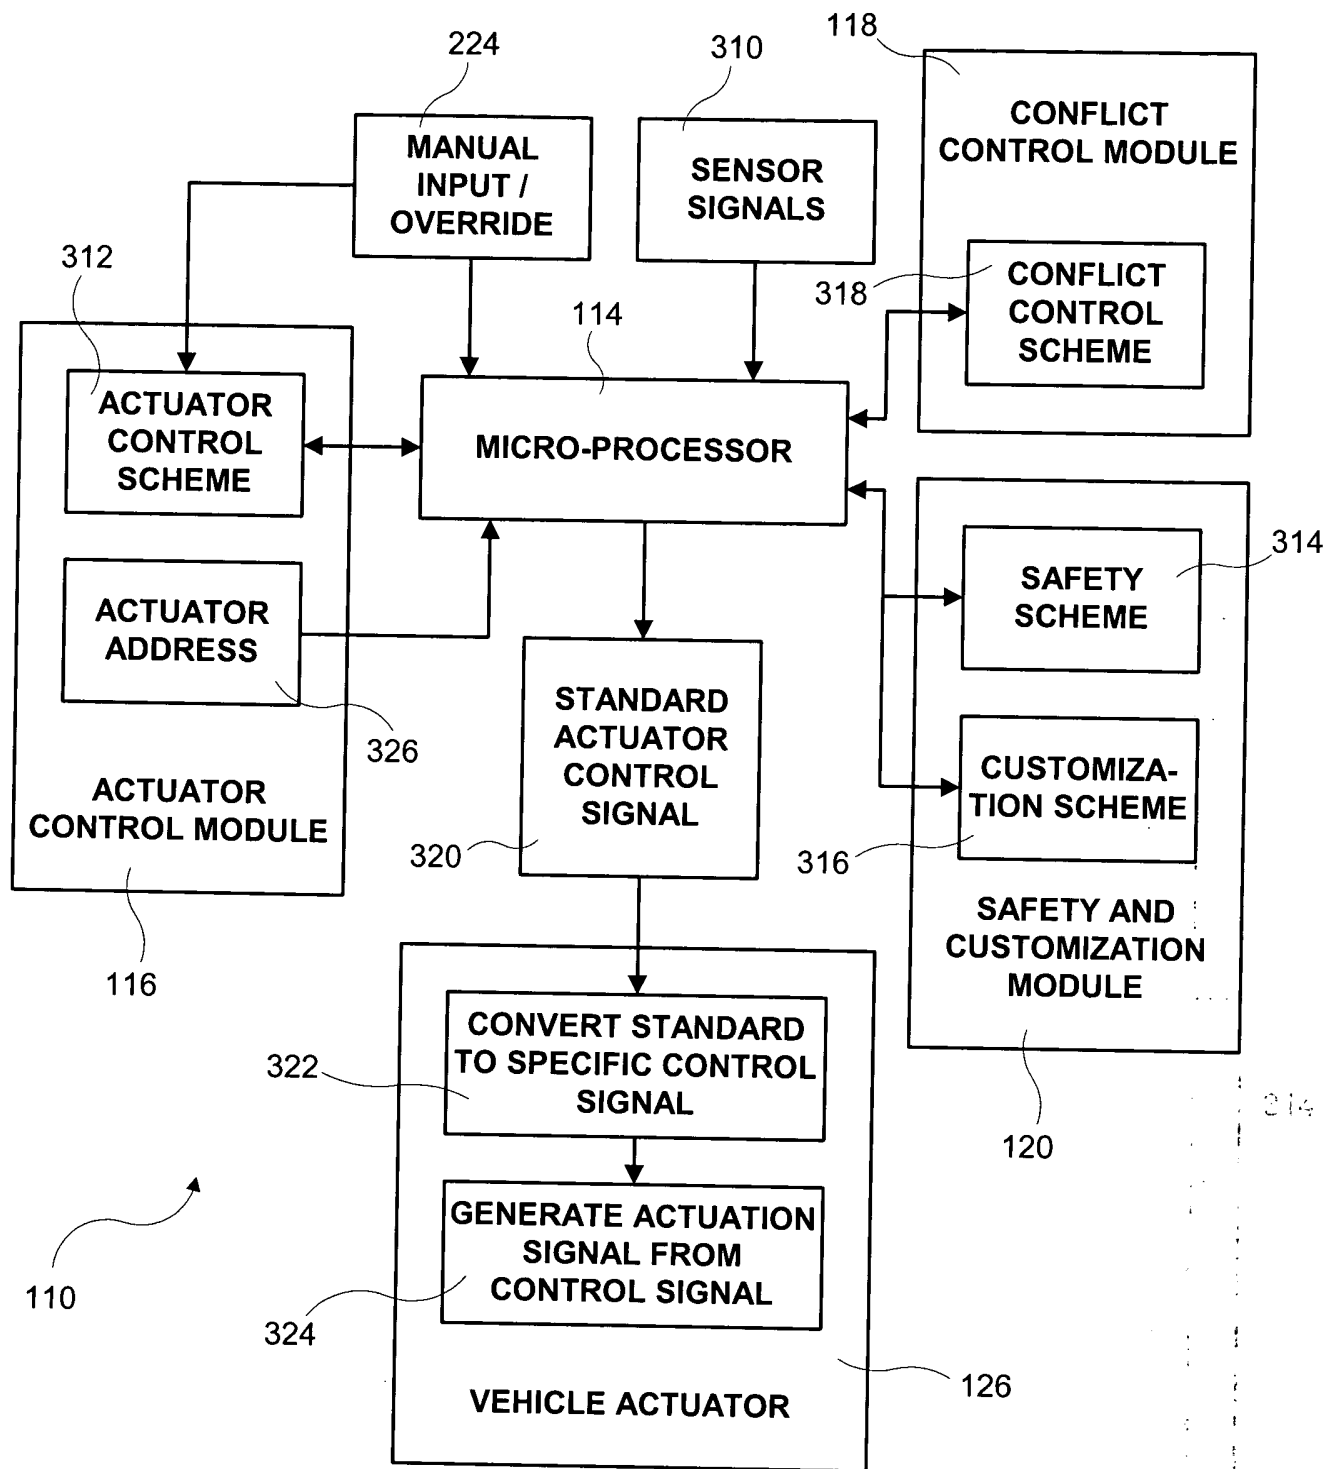 224
310
118
MANUAL
INPUT /
OVERRIDE
SENSOR
SIGNALS
CONFLICT
CONTROL MODULE
312
318
CONFLICT
CONTROL
SCHEME
114
ACTUATOR
CONTROL
SCHEME
MICRO-PROCESSOR
ACTUATOR
ADDRESS
326
ACTUATOR
CONTROL MODULE
116
STANDARD
ACTUATOR
CONTROL
SIGNAL
320
SAFETY
SCHEME
314
CUSTOMIZA-
TION SCHEME
316
SAFETY AND
CUSTOMIZATION
MODULE
120
CONVERT STANDARD
TO SPECIFIC CONTROL
SIGNAL
322
GENERATE ACTUATION
SIGNAL FROM
CONTROL SIGNAL
324
110
126
VEHICLE ACTUATOR